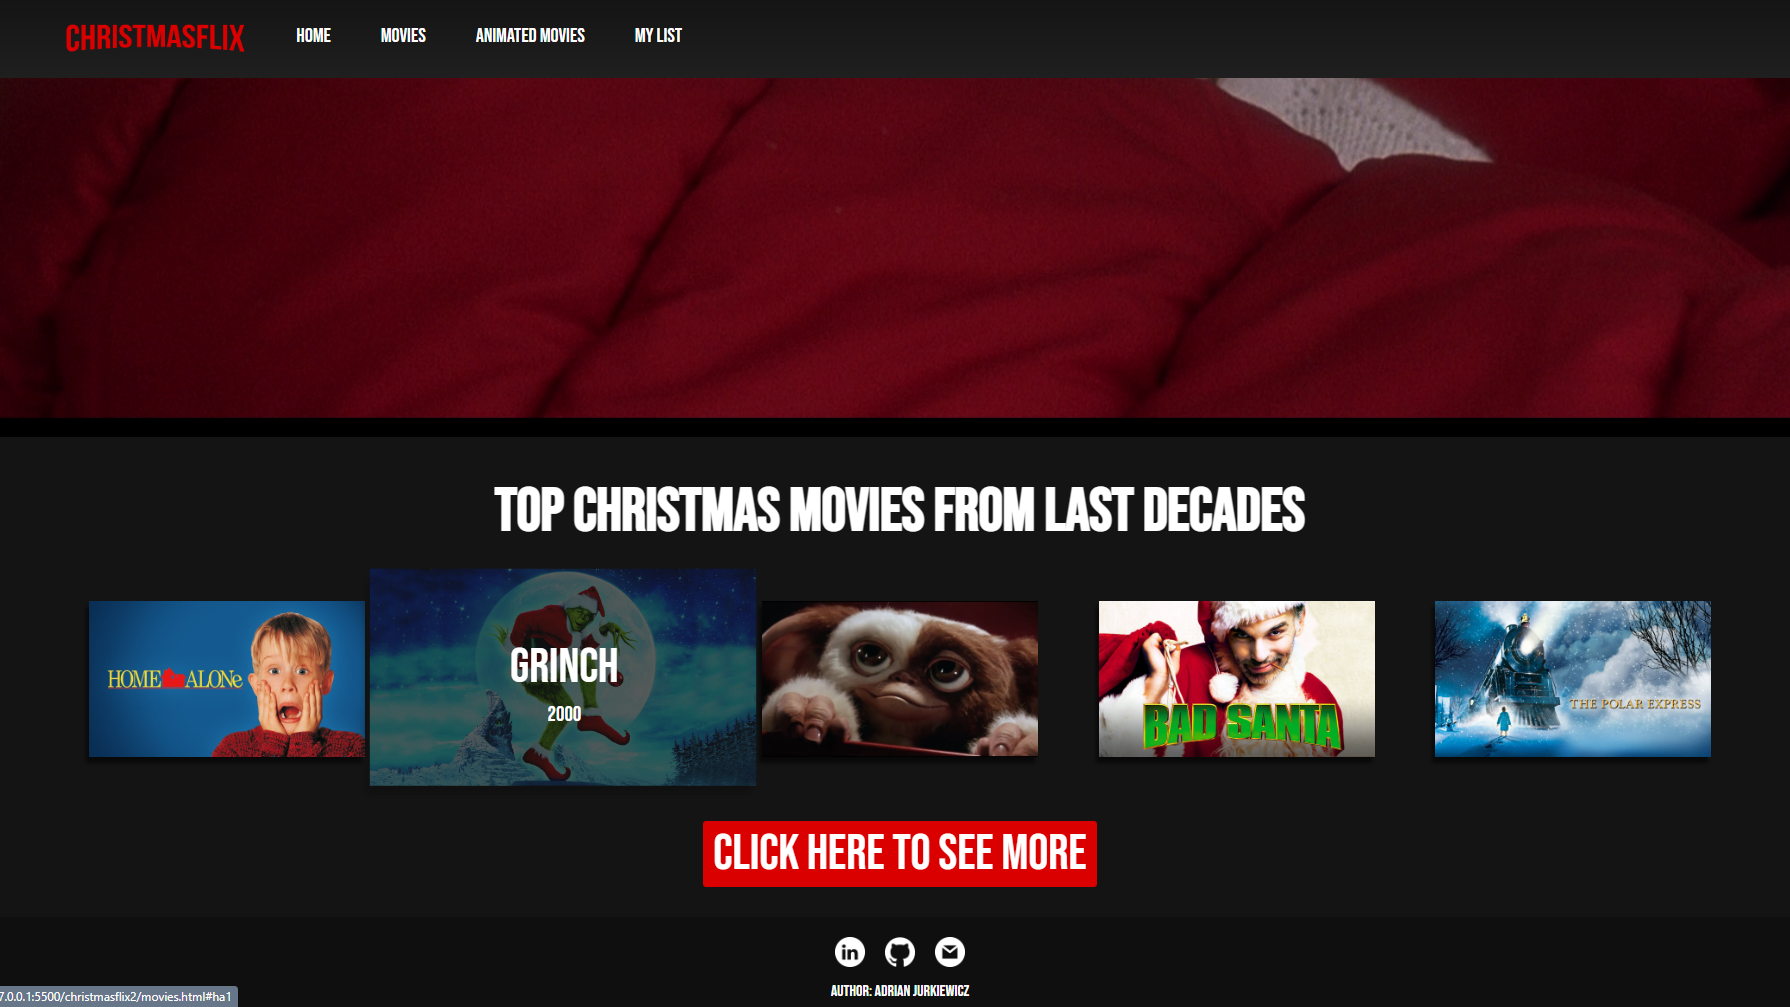 CHRISTMASFLIX
HOME
MOVIES
ANIMATED MOVIES
MY LIST
TOP CHRISTMAS MOVIES FROM LAST DECADES
HOME ALONe
GRINCH
2000
BAD SANTA
THE POLAR EXPRESS
CLICK HERE TO SEE MORE
in
AUTHOR: ADRIAN JURKIEWICZ
7.0.0.1:5500/christmasflix2/movies.html#ha1